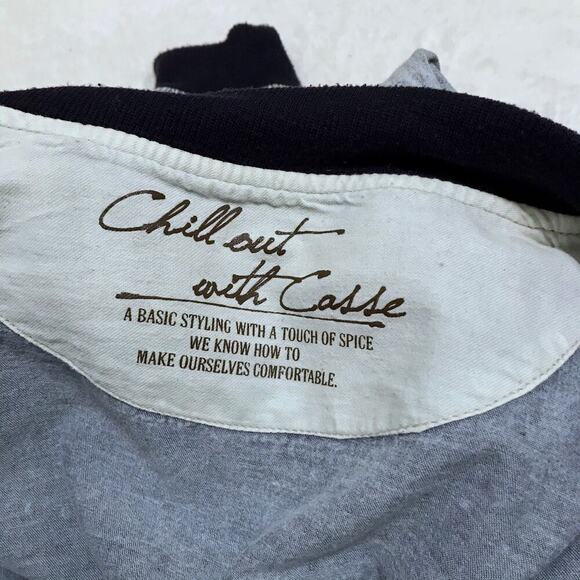 Chill out
with Casse
A BASIC STYLING WITH A TOUCH OF SPICE
WE KNOW HOW TO
MAKE OURSELVES COMFORTABLE.